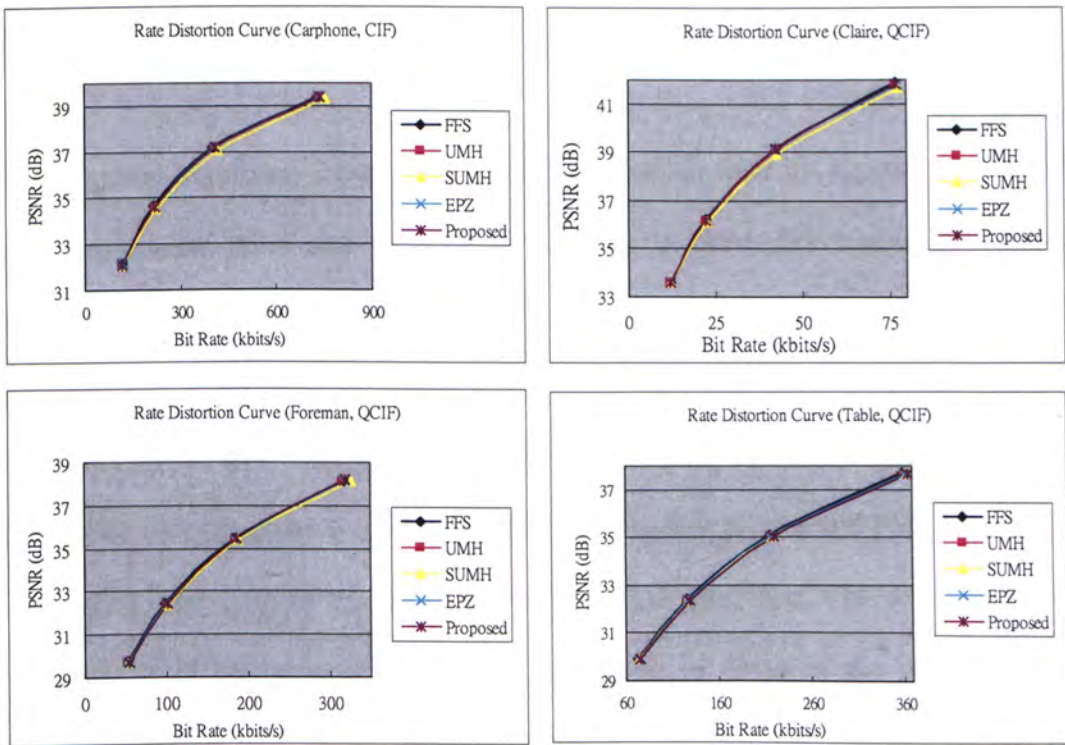 Rate Distortion Curve (Carphone, CIF)
PSNR (dB)
39
37
35
33
31
0 300 600 900
Bit Rate (kbits/s)
FFS
UMH
SUMH
EPZ
Proposed
Rate Distortion Curve (Claire, QCIF)
PSNR (dB)
41
39
37
35
33
0 25 50 75
Bit Rate (kbits/s)
FFS
UMH
SUMH
EPZ
Proposed
Rate Distortion Curve (Foreman, QCIF)
PSNR (dB)
39
37
35
33
31
29
0 100 200 300
Bit Rate (kbits/s)
FFS
UMH
SUMH
EPZ
Proposed
Rate Distortion Curve (Table, QCIF)
PSNR (dB)
37
35
33
31
29
60 160 260 360
Bit Rate (kbits/s)
FFS
UMH
SUMH
EPZ
Proposed